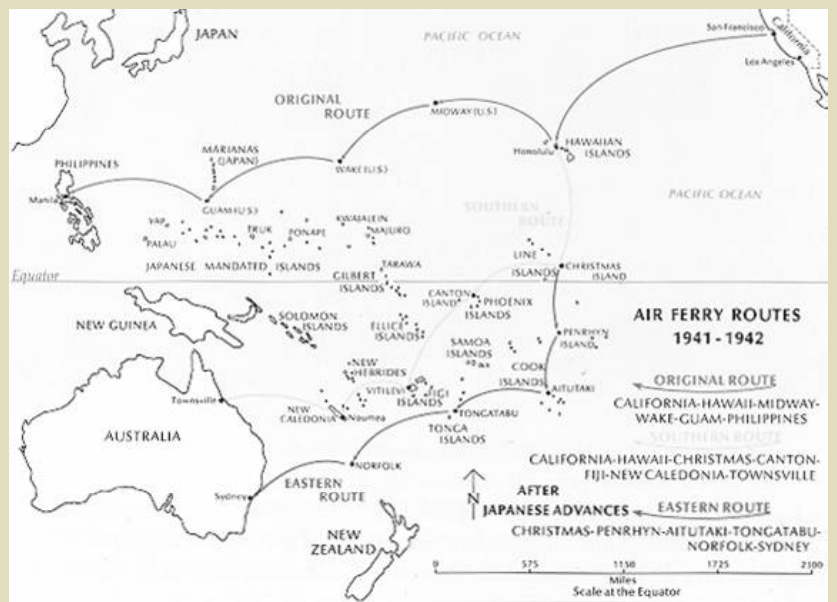 JAPAN
PACIFIC OCEAN
San Francisco
California
Los Angeles
ORIGINAL
ROUTE
MIDWAY (U.S.)
Honolulu
HAWAIIAN
ISLANDS
MARIANAS
(JAPAN)
WAKE (U.S.)
PHILIPPINES
Manila
GUAM (U.S.)
PACIFIC OCEAN
SOUTHERN
ROUTE
YAP
PALAU
TRUK
PONAPE
KWAJALEIN
MAJURO
JAPANESE MANDATED ISLANDS
TARAWA
GILBERT
ISLANDS
LINE
ISLANDS
CHRISTMAS
ISLAND
Equator
CANTON
ISLAND
PHOENIX
ISLANDS
NEW GUINEA
SOLOMON
ISLANDS
ELLICE
ISLANDS
PENRHYN
ISLAND
SAMOA
ISLANDS
COOK
ISLANDS
AITUTAKI
NEW
HEBRIDES
VITI LEVU
FIJI
ISLANDS
Townsville
NEW
CALEDONIA
Noumea
TONGATABU
TONGA
ISLANDS
AUSTRALIA
NORFOLK
Sydney
EASTERN
ROUTE
NEW
ZEALAND
N
AIR FERRY ROUTES
1941-1942
ORIGINAL ROUTE
CALIFORNIA-HAWAII-MIDWAY-
WAKE-GUAM-PHILIPPINES
SOUTHERN ROUTE
CALIFORNIA-HAWAII-CHRISTMAS-CANTON-
FIJI-NEW CALEDONIA-TOWNSVILLE
AFTER
JAPANESE ADVANCES
EASTERN ROUTE
CHRISTMAS-PENRHYN-AITUTAKI-TONGATABU-
NORFOLK-SYDNEY
0 575 1150 1725 2300
Miles
Scale at the Equator